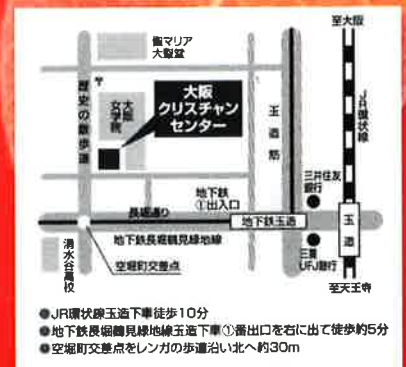 至大阪
聖マリア
大聖堂
JR環状線
〒
大阪
女学院
大阪
クリスチャン
センター
歴史の散歩道
玉造筋
三井住友
銀行
地下鉄
①出入口
長堀通り
地下鉄玉造
玉造
地下鉄長堀鶴見緑地線
清水谷高校
三菱
UFJ銀行
空堀町交差点
至天王寺
●JR環状線玉造下車徒歩10分
●地下鉄長堀鶴見緑地線玉造下車①番出口を右に出て徒歩約5分
●空堀町交差点をレンガの歩道沿い北へ約30m